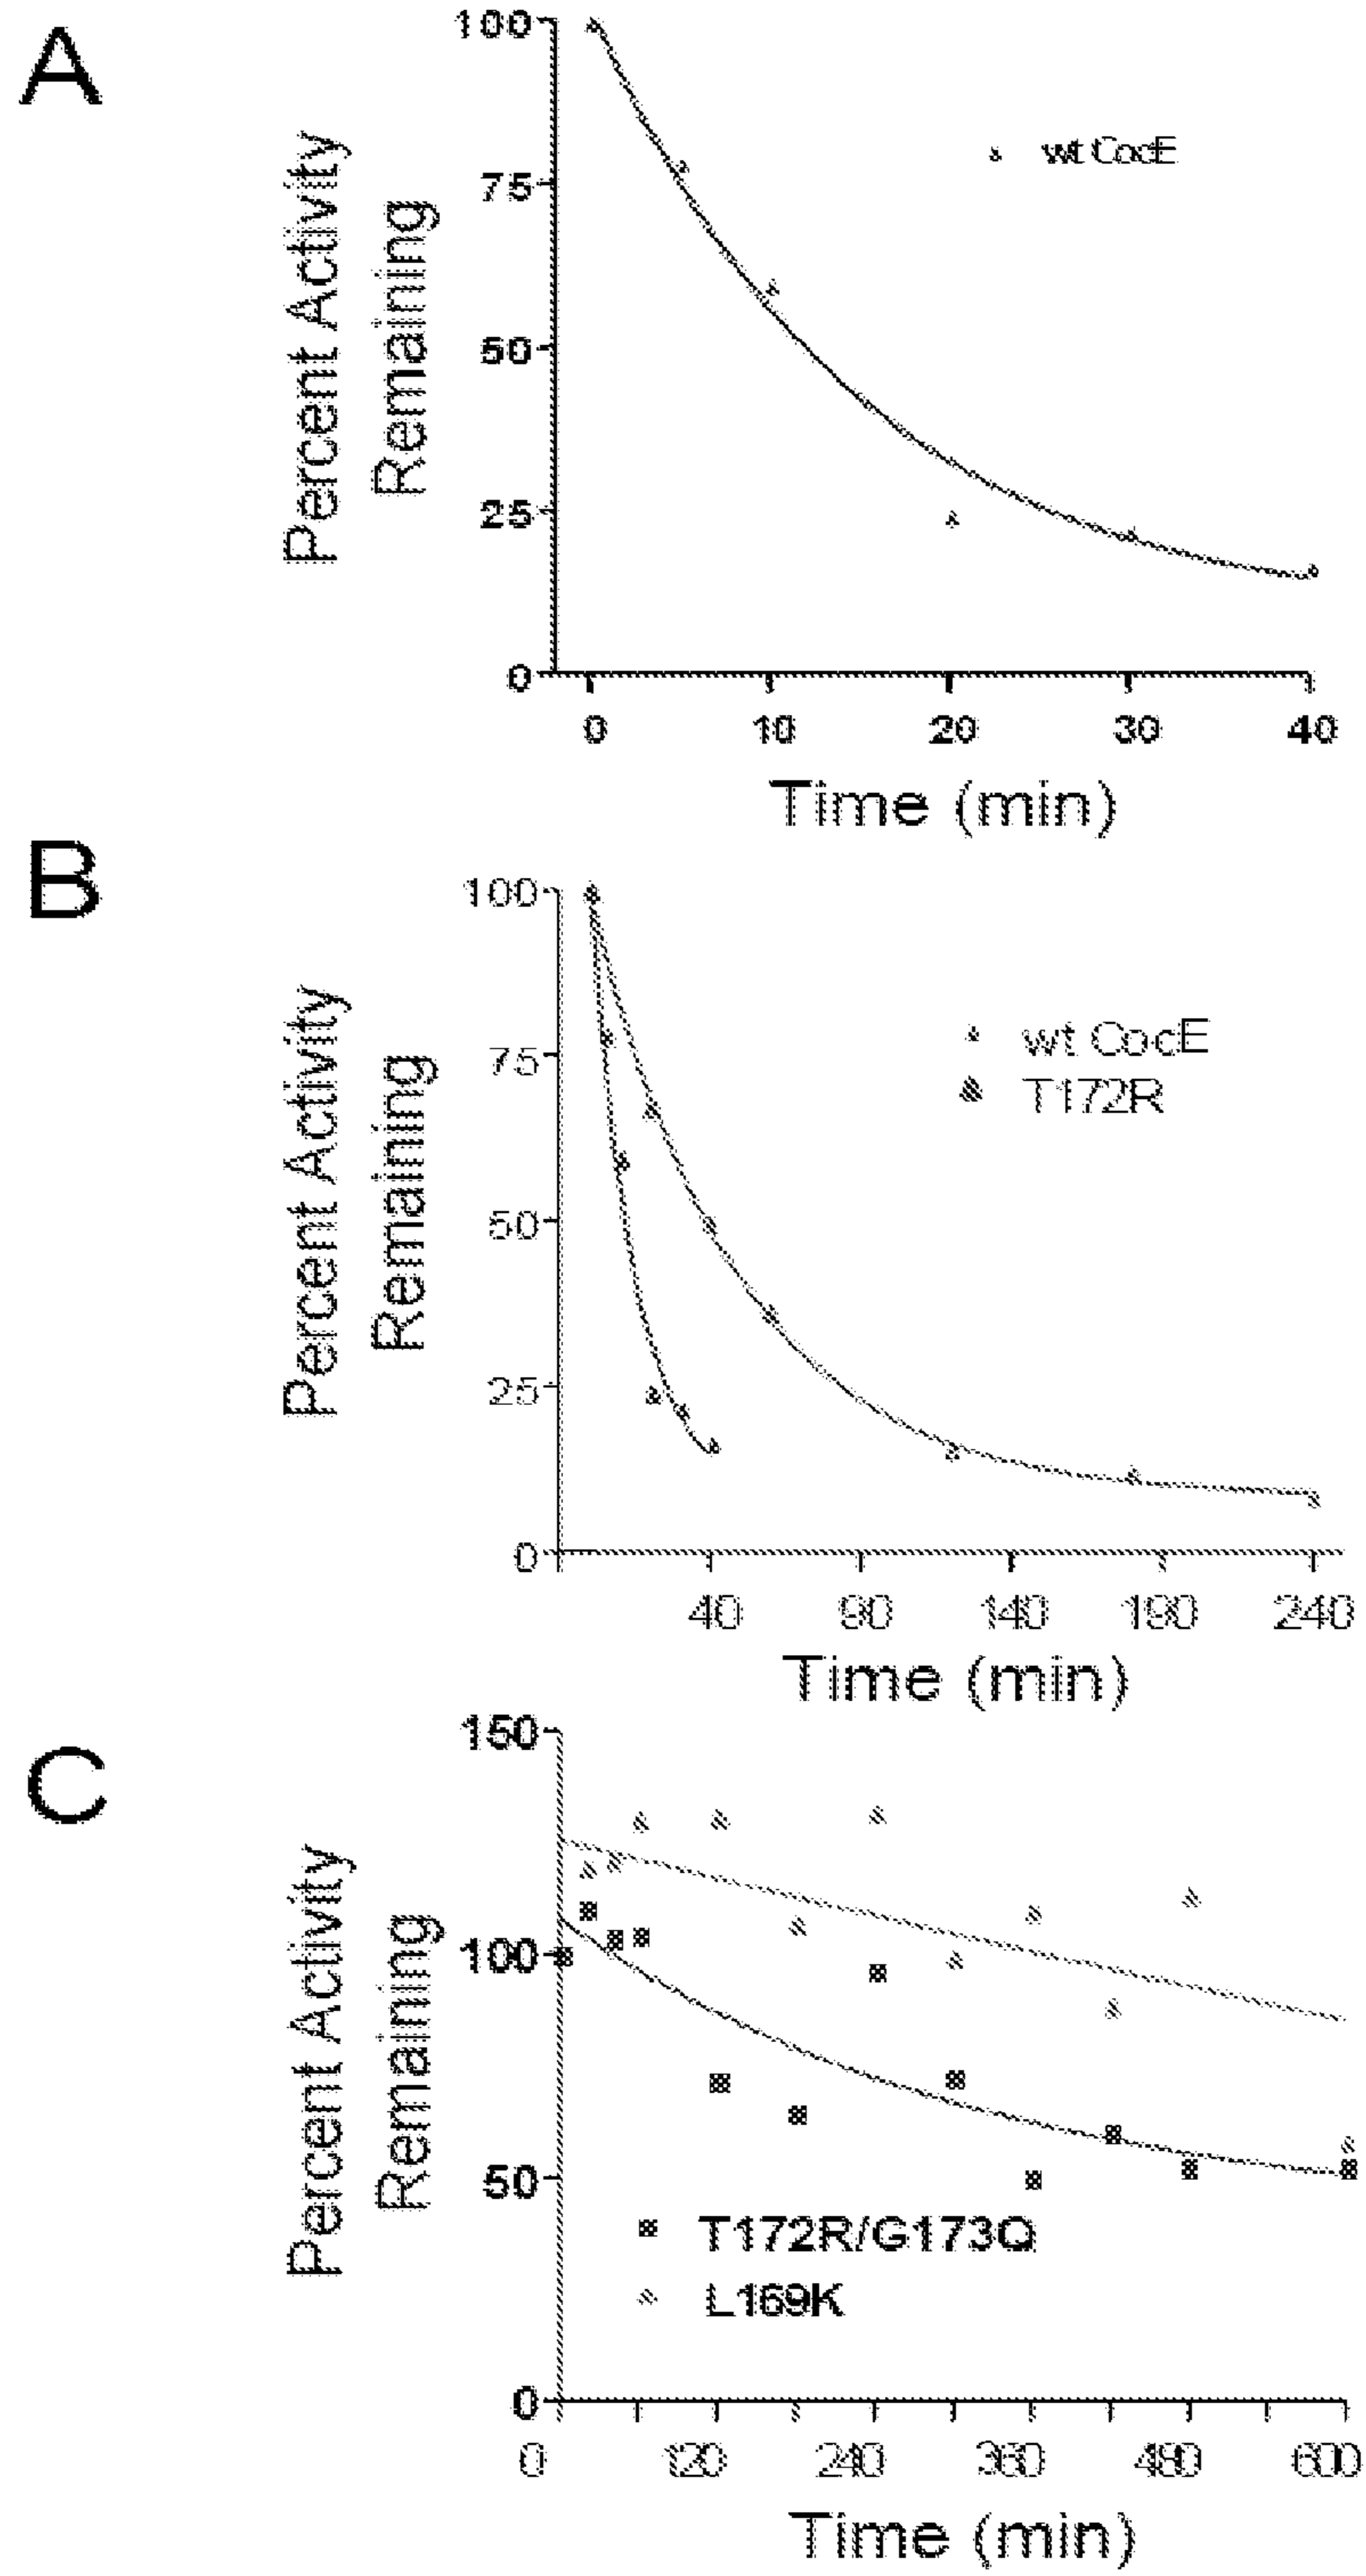 A
100
75
50
25
0
Percent Activity
Remaining
wt CocE
0 10 20 30 40
Time (min)
B
100
75
50
25
0
Percent Activity
Remaining
wt CocE
T172R
40 90 140 190 240
Time (min)
C
150
100
50
0
Percent Activity
Remaining
T172R/G173Q
L169K
0 120 240 360 480 600
Time (min)